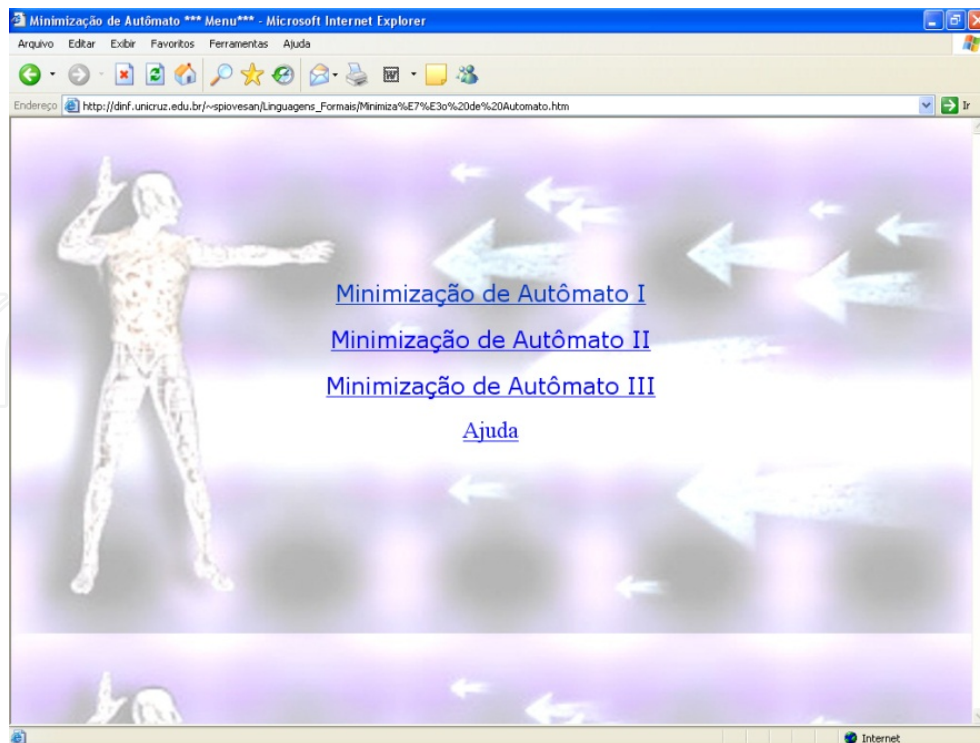 Minimização de Autômato *** Menu*** - Microsoft Internet Explorer
Arquivo Editar Exibir Favoritos Ferramentas Ajuda
Endereço http://dinf.unicruz.edu.br/~spiovesan/Linguagens_Formais/Minimiza%E7%E3o%20de%20Automato.htm Ir
Minimização de Autômato I
Minimização de Autômato II
Minimização de Autômato III
Ajuda
Internet